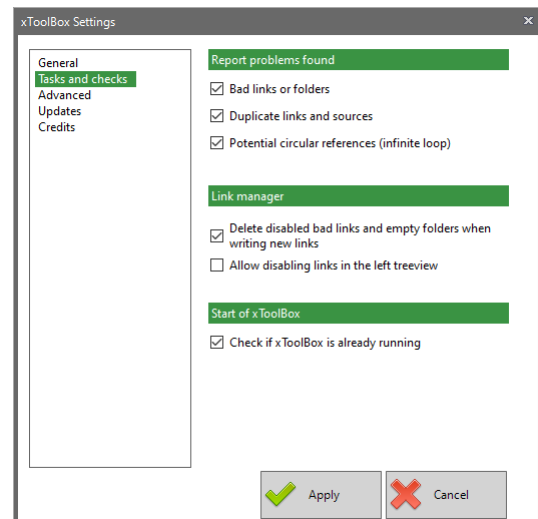 xToolBox Settings
General
Tasks and checks
Advanced
Updates
Credits
Report problems found
Bad links or folders
Duplicate links and sources
Potential circular references (infinite loop)
Link manager
Delete disabled bad links and empty folders when
writing new links
Allow disabling links in the left treeview
Start of xToolBox
Check if xToolBox is already running
Apply
Cancel